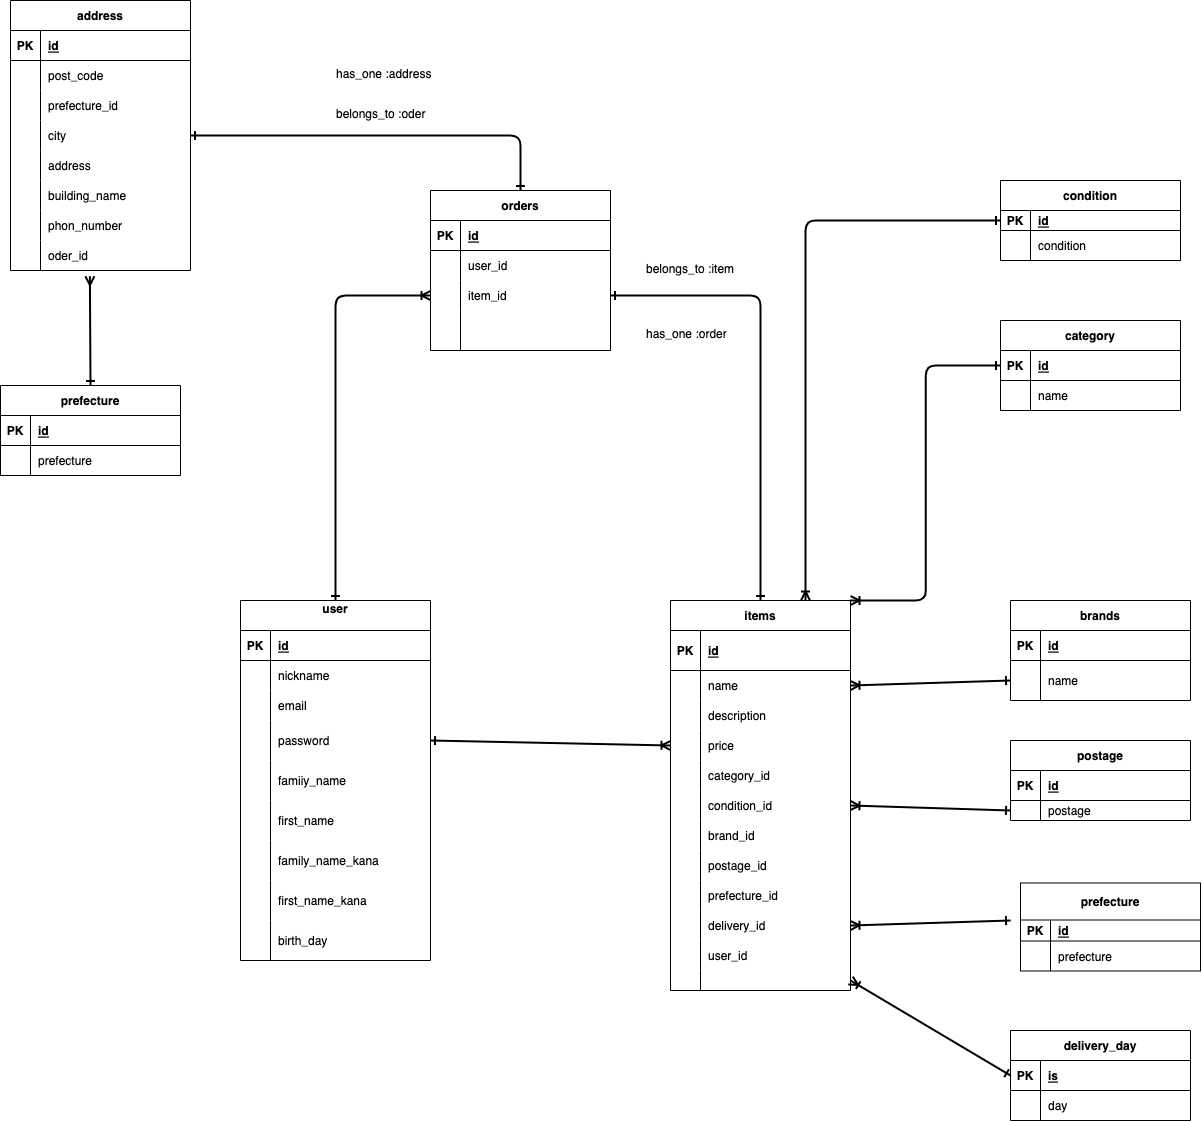 address
PK id
post_code
prefecture_id
city
address
building_name
phon_number
oder_id
has_one :address
belongs_to :oder
orders
PK id
user_id
item_id
belongs_to :item
has_one :order
condition
PK id
condition
category
PK id
name
prefecture
PK id
prefecture
user
PK id
nickname
email
password
famiiy_name
first_name
family_name_kana
first_name_kana
birth_day
items
PK id
name
description
price
category_id
condition_id
brand_id
postage_id
prefecture_id
delivery_id
user_id
brands
PK id
name
postage
PK id
postage
prefecture
PK id
prefecture
delivery_day
PK is
day